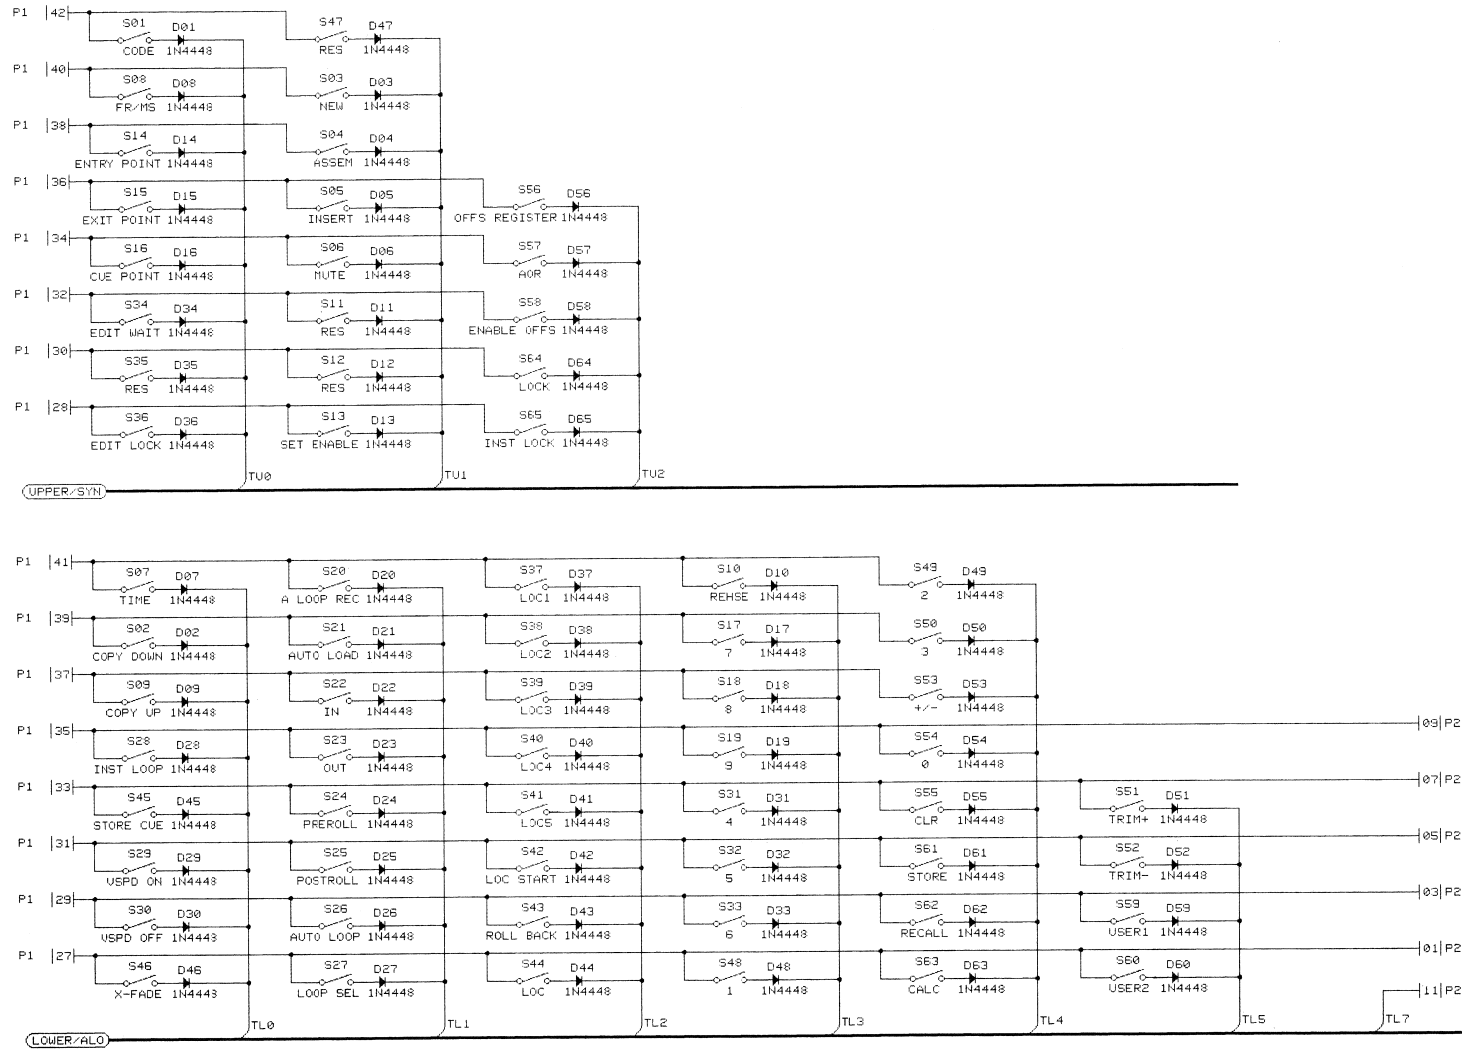 P1 |42| S01 D01 S47 D47
CODE 1N4448 RES 1N4448
P1 |40| S08 D08 S03 D03
FR/MS 1N4448 NEW 1N4448
P1 |38| S14 D14 S04 D04
ENTRY POINT 1N4448 ASSEM 1N4448
P1 |36| S15 D15 S05 D05 S56 D56
EXIT POINT 1N4448 INSERT 1N4448 OFFS REGISTER 1N4448
P1 |34| S16 D16 S06 D06 S57 D57
CUE POINT 1N4448 MUTE 1N4448 AOR 1N4448
P1 |32| S34 D34 S11 D11 S58 D58
EDIT WAIT 1N4448 RES 1N4448 ENABLE OFFS 1N4448
P1 |30| S35 D35 S12 D12 S64 D64
RES 1N4448 RES 1N4448 LOCK 1N4448
P1 |28| S36 D36 S13 D13 S65 D65
EDIT LOCK 1N4448 SET ENABLE 1N4448 INST LOCK 1N4448
TU0 TU1 TU2
UPPER/SYN
P1 |41| S07 D07 S20 D20 S37 D37 S10 D10 S49 D49
TIME 1N4448 A LOOP REC 1N4448 LOC1 1N4448 REHSE 1N4448 2 1N4448
P1 |39| S02 D02 S21 D21 S38 D38 S17 D17 S50 D50
COPY DOWN 1N4448 AUTO LOAD 1N4448 LOC2 1N4448 7 1N4448 3 1N4448
P1 |37| S09 D09 S22 D22 S39 D39 S18 D18 S53 D53
COPY UP 1N4448 IN 1N4448 LOC3 1N4448 8 1N4448 +/- 1N4448
P1 |35| S28 D28 S23 D23 S40 D40 S19 D19 S54 D54 |09| P2
INST LOOP 1N4448 OUT 1N4448 LOC4 1N4448 9 1N4448 0 1N4448
P1 |33| S45 D45 S24 D24 S41 D41 S31 D31 S55 D55 S51 D51 |07| P2
STORE CUE 1N4448 PREROLL 1N4448 LOC5 1N4448 4 1N4448 CLR 1N4448 TRIM+ 1N4448
P1 |31| S29 D29 S25 D25 S42 D42 S32 D32 S61 D61 S52 D52 |05| P2
VSPD ON 1N4448 POSTROLL 1N4448 LOC START 1N4448 5 1N4448 STORE 1N4448 TRIM- 1N4448
P1 |29| S30 D30 S26 D26 S43 D43 S33 D33 S62 D62 S59 D59 |03| P2
VSPD OFF 1N4448 AUTO LOOP 1N4448 ROLL BACK 1N4448 6 1N4448 RECALL 1N4448 USER1 1N4448
P1 |27| S46 D46 S27 D27 S44 D44 S48 D48 S63 D63 S60 D60 |01| P2
X-FADE 1N4448 LOOP SEL 1N4448 LOC 1N4448 1 1N4448 CALC 1N4448 USER2 1N4448
|11| P2
TL0 TL1 TL2 TL3 TL4 TL5 TL7
LOWER/ALO